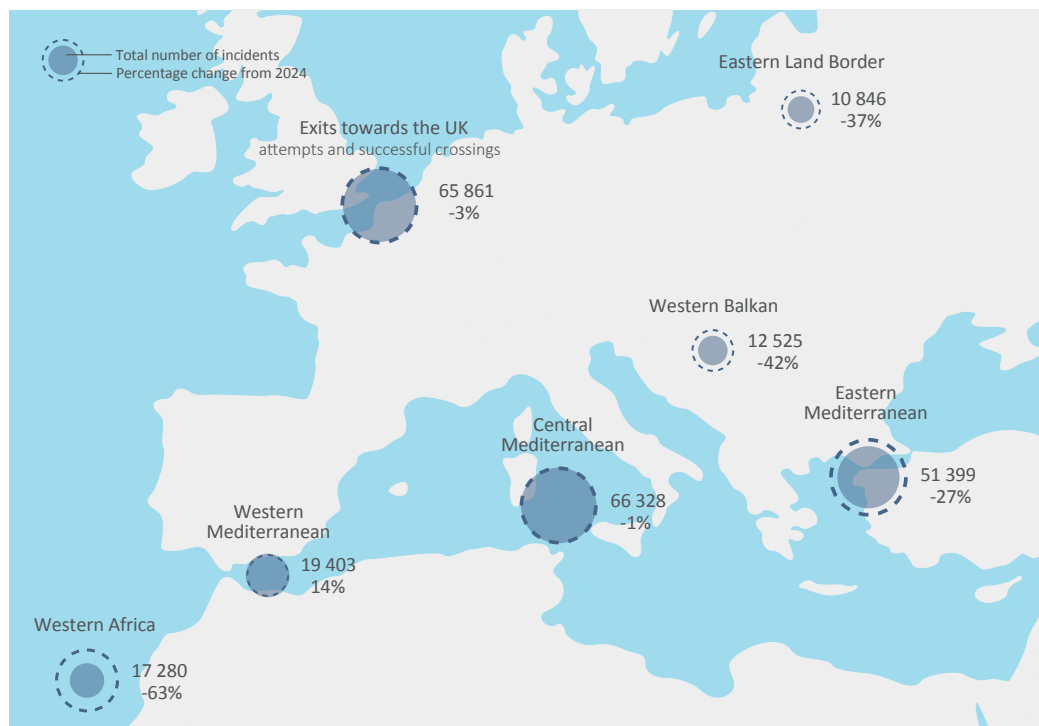 Total number of incidents
Percentage change from 2024
Eastern Land Border
10 846
-37%
Exits towards the UK
attempts and successful crossings
65 861
-3%
Western Balkan
12 525
-42%
Eastern
Mediterranean
51 399
-27%
Central
Mediterranean
66 328
-1%
Western
Mediterranean
19 403
14%
Western Africa
17 280
-63%